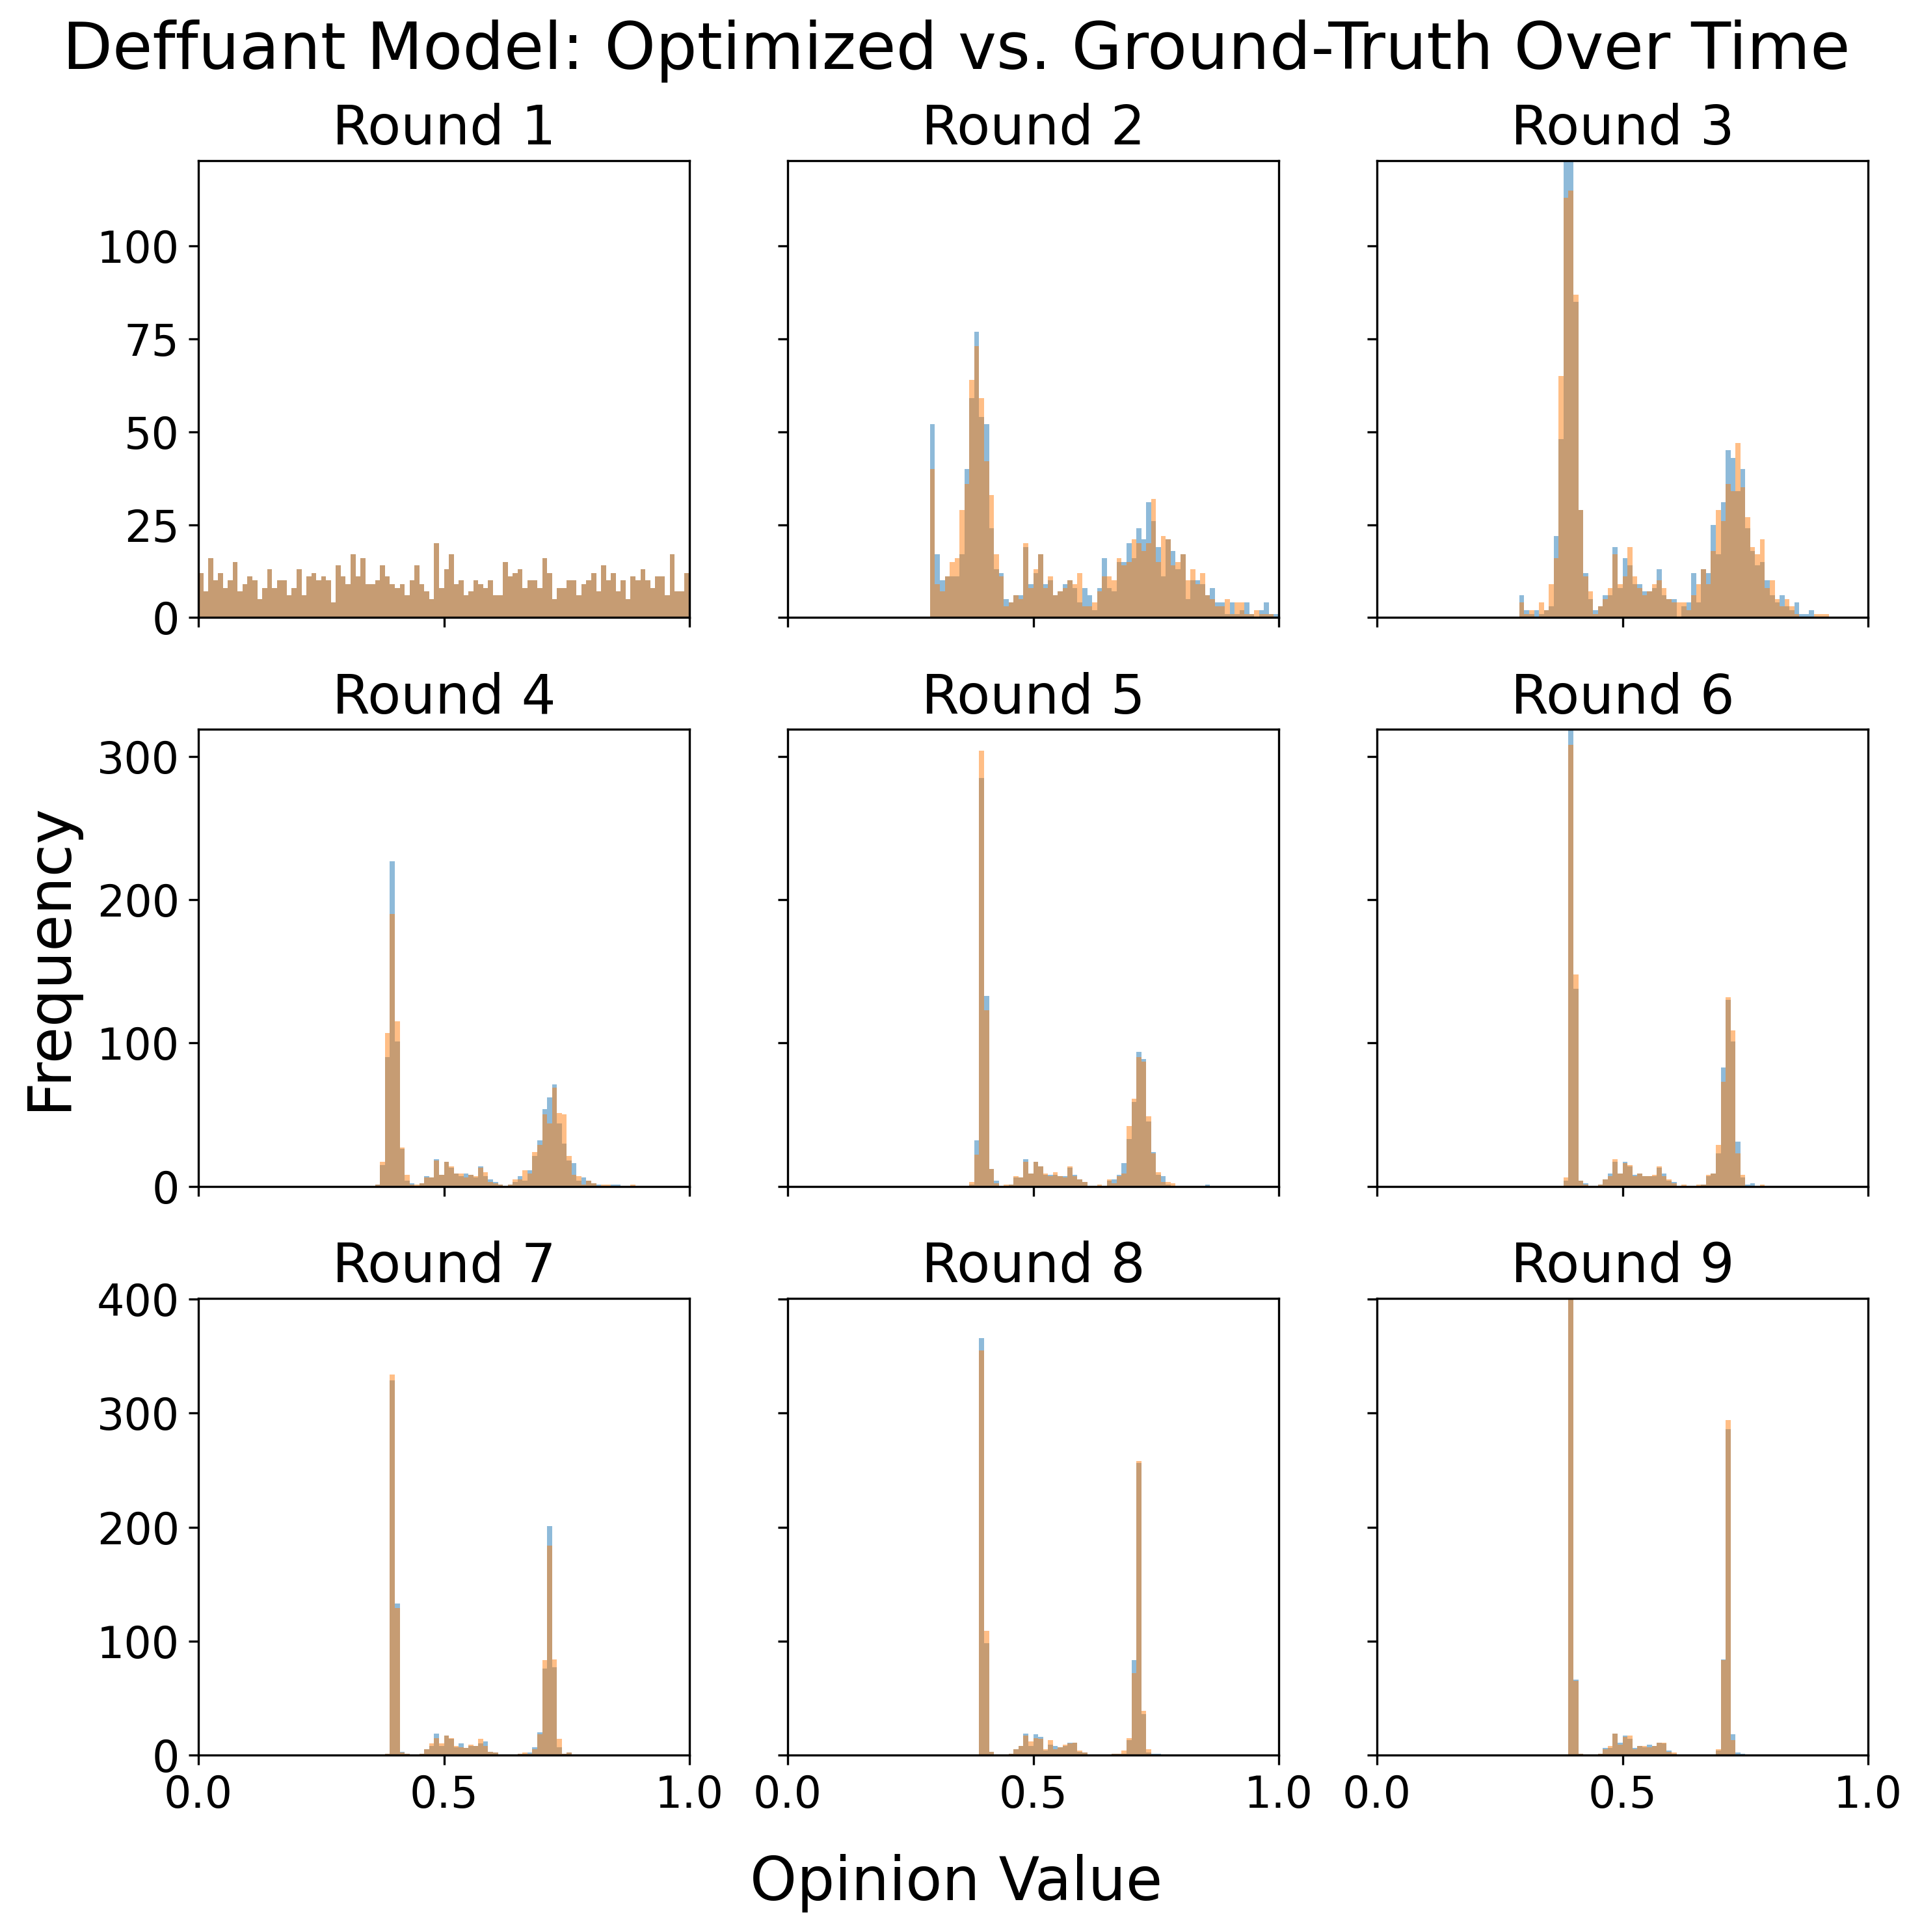 Deffuant Model: Optimized vs. Ground-Truth Over Time
Round 1
Round 2
Round 3
100
75
50
25
0
Round 4
Round 5
Round 6
300
200
100
0
Frequency
Round 7
Round 8
Round 9
400
300
200
100
0
0.0 0.5 1.0 0.0 0.5 1.0 0.0 0.5 1.0
Opinion Value